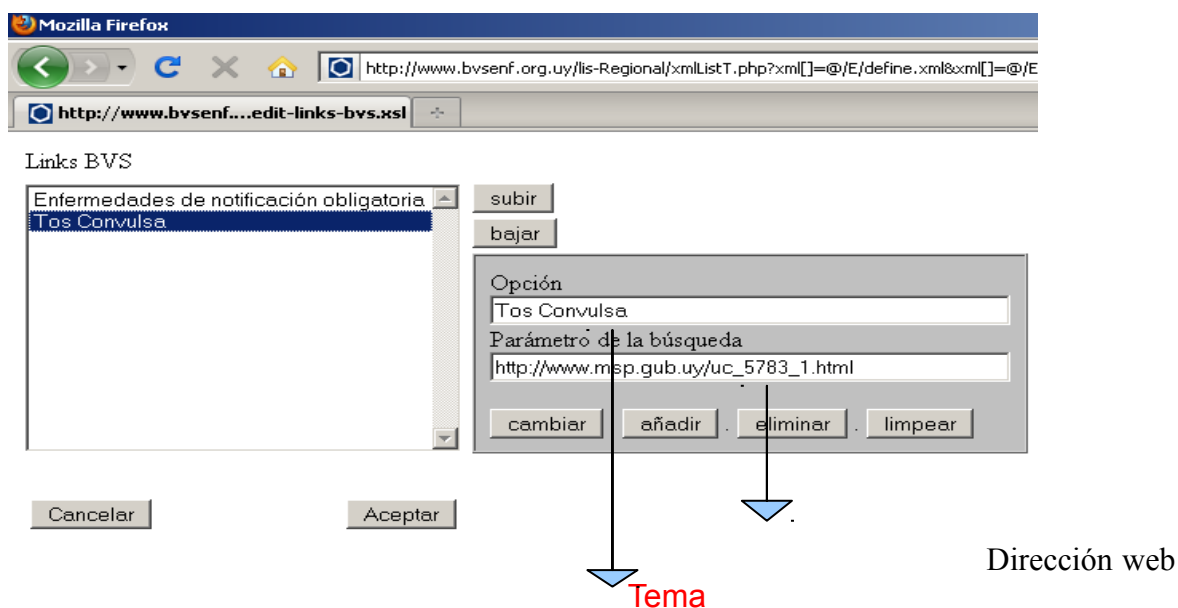 Mozilla Firefox
http://www.bvsenf.org.uy/lis-Regional/xmlListT.php?xml[]=@/E/define.xml&xml[]=@/E
http://www.bvsenf....edit-links-bvs.xsl
Links BVS
Enfermedades de notificación obligatoria
Tos Convulsa
subir
bajar
Opción
Tos Convulsa
Parámetro de la búsqueda
http://www.msp.gub.uy/uc_5783_1.html
cambiar añadir . eliminar . limpear
Cancelar Aceptar
Dirección web
Tema